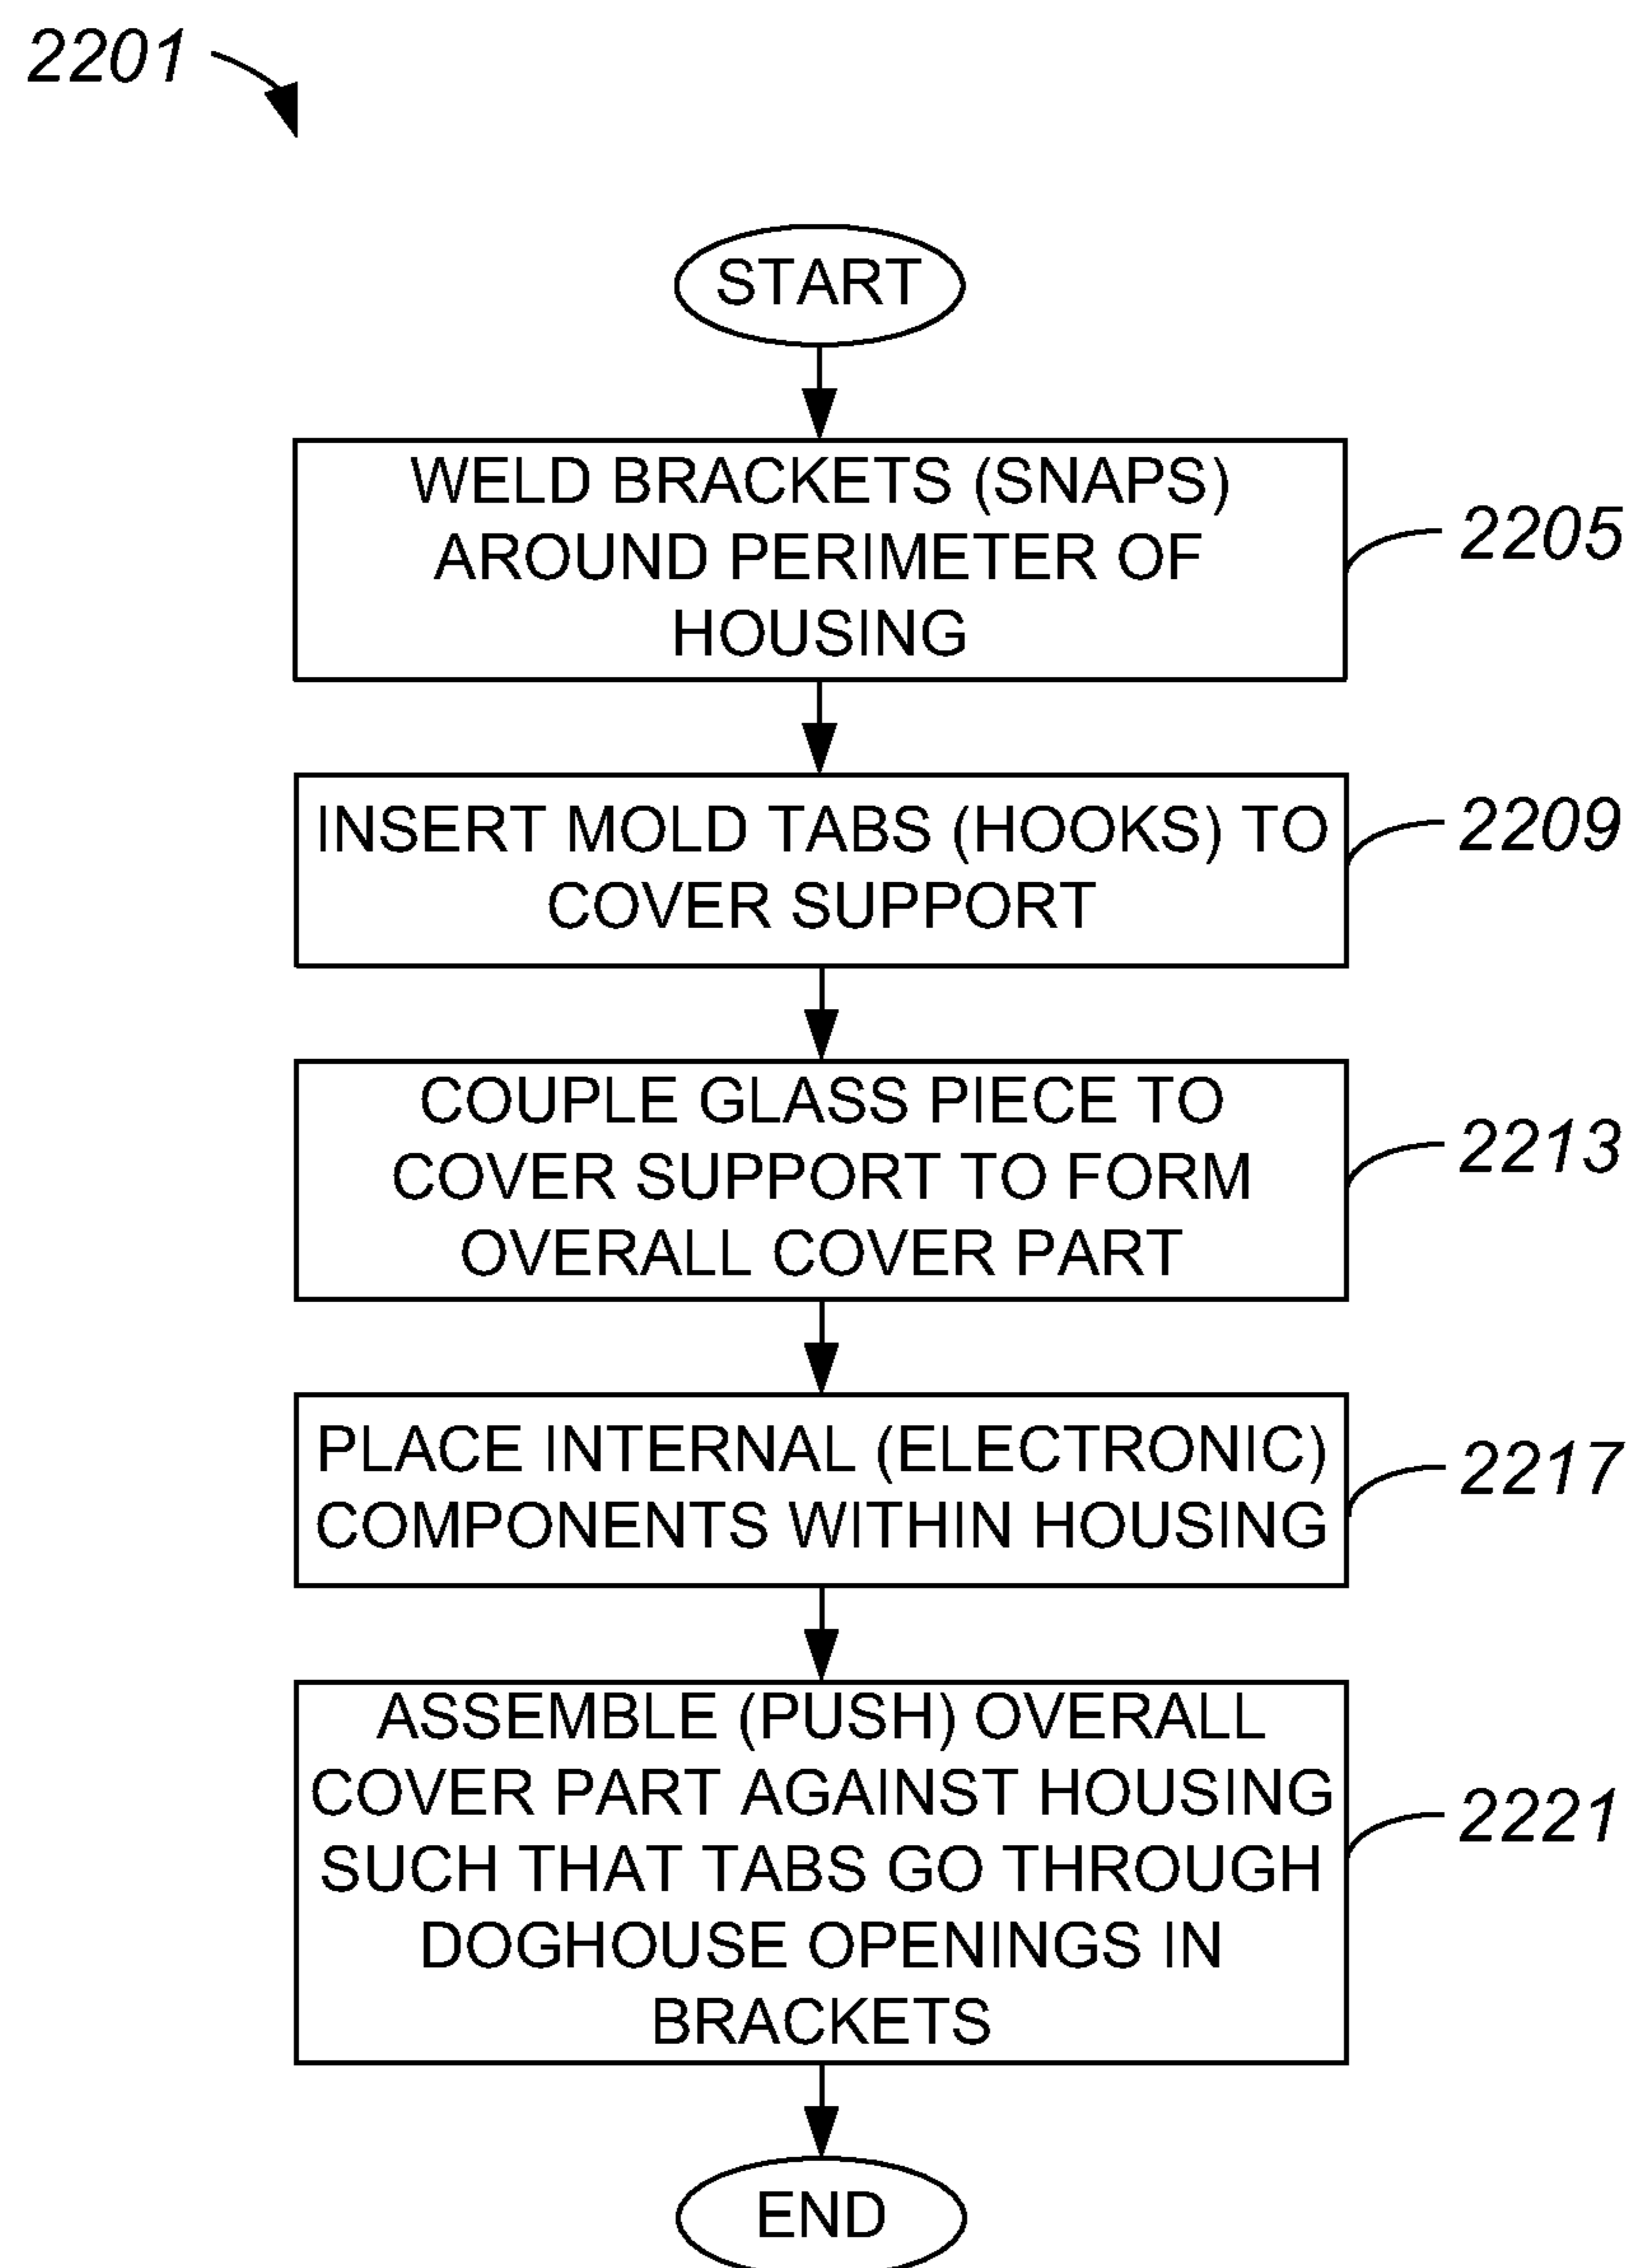 2201
START
WELD BRACKETS (SNAPS)
AROUND PERIMETER OF
HOUSING
2205
INSERT MOLD TABS (HOOKS) TO
COVER SUPPORT
2209
COUPLE GLASS PIECE TO
COVER SUPPORT TO FORM
OVERALL COVER PART
2213
PLACE INTERNAL (ELECTRONIC)
COMPONENTS WITHIN HOUSING
2217
ASSEMBLE (PUSH) OVERALL
COVER PART AGAINST HOUSING
SUCH THAT TABS GO THROUGH
DOGHOUSE OPENINGS IN
BRACKETS
2221
END